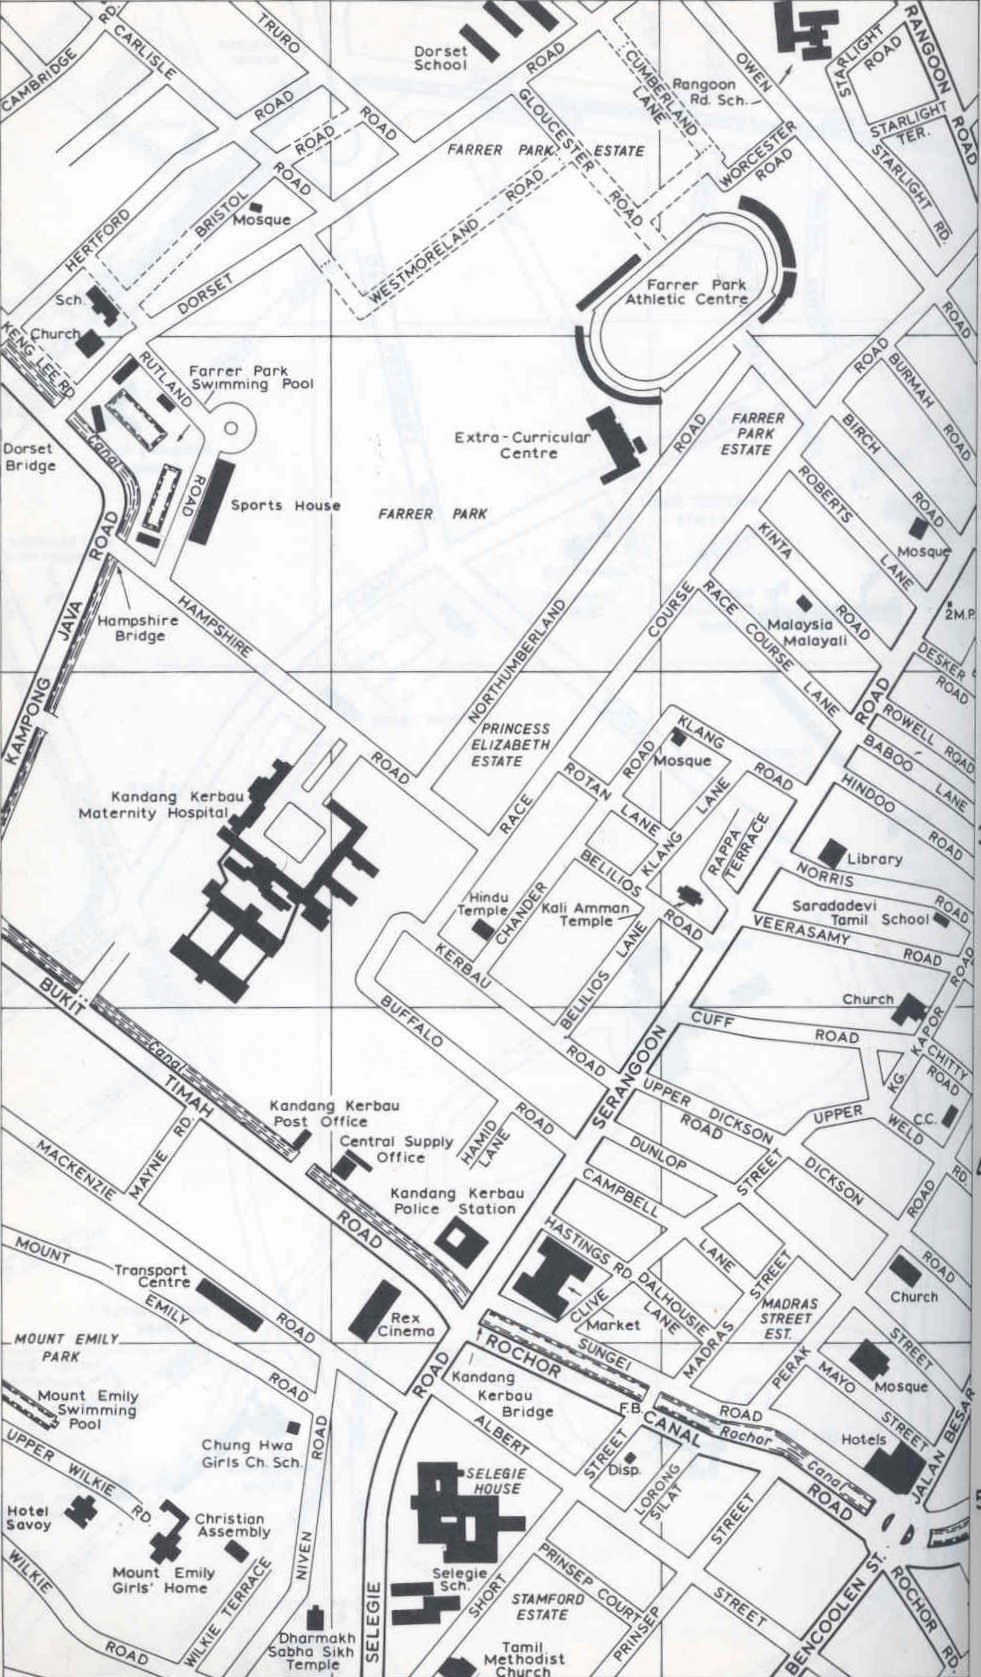 CAMBRIDGE
RD.
CARLISLE
TRURO
ROAD
ROAD
ROAD
ROAD
Dorset
School
ROAD
CUMBERLAND
LANE
Rangoon
Rd. Sch.
OWEN
STARLIGHT
ROAD
RANGOON
ROAD
STARLIGHT
TER.
STARLIGHT RD.
GLOUCESTER
ROAD
FARRER PARK ESTATE
WORCESTER
ROAD
HERTFORD
BRISTOL
Mosque
DORSET
WESTMORELAND
ROAD
Farrer Park
Athletic Centre
Sch.
Church
KENG LEE RD
RUTLAND
ROAD
Farrer Park
Swimming Pool
Canal
Dorset
Bridge
Sports House
FARRER PARK
Extra-Curricular
Centre
ROAD
FARRER
PARK
ESTATE
ROAD
ROAD
BURMAH
ROAD
BIRCH
ROAD
ROBERTS
LANE
Mosque
KINTA
ROAD
Malaysia
Malayali
2M.P.
DESKER
ROAD
KAMPONG
JAVA
ROAD
Hampshire
Bridge
HAMPSHIRE
ROAD
NORTHUMBERLAND
COURSE
RACE
RACE COURSE LANE
ROAD
ROWELL ROAD
BABOO
LANE
HINDOO
ROAD
PRINCESS
ELIZABETH
ESTATE
ROTAN
LANE
ROAD
KLANG
ROAD
Mosque
KLANG
LANE
RAPPA
TERRACE
Kandang Kerbau
Maternity Hospital
BELILIOS
ROAD
Library
NORRIS
ROAD
Hindu
Temple
CHANDER
Kali Amman
Temple
BELILIOS
LANE
Saradadevi
Tamil School
VEERASAMY
ROAD
KERBAU
ROAD
Church
CUFF
ROAD
KG.
KAPOR
ROAD
CHITTY
ROAD
BUKIT
TIMAH
ROAD
Canal
BUFFALO
ROAD
SERANGOON
UPPER DICKSON
ROAD
UPPER
WELD
RD.
C.C.
Kandang Kerbau
Post Office
Central Supply
Office
HAMID
LANE
DUNLOP
STREET
DICKSON
ROAD
ROAD
MACKENZIE
ROAD
MAYNE RD.
Kandang Kerbau
Police Station
CAMPBELL
LANE
HASTINGS RD
DALHOUSIE
LANE
CLIVE
Market
MADRAS
STREET
MADRAS
STREET
EST.
Church
MOUNT
EMILY
ROAD
Transport
Centre
Rex
Cinema
MOUNT EMILY
PARK
SUNGEI
ROAD
ROCHOR
CANAL
ROAD
PERAK
STREET
MAYO
STREET
Mosque
Kandang
Kerbau
Bridge
F.B.
Rochor
Canal
Hotels
JALAN BESAR
Mount Emily
Swimming
Pool
Chung Hwa
Girls Ch. Sch.
ROAD
ALBERT
STREET
STREET
Disp.
LORONG
SILAT
UPPER WILKIE RD.
Hotel
Savoy
Christian
Assembly
SELEGIE
HOUSE
STREET
Mount Emily
Girls' Home
NIVEN
ROAD
Selegie
Sch.
PRINSEP COURT
WILKIE
ROAD
WILKIE TERRACE
SELEGIE
SHORT
STAMFORD
ESTATE
PRINSEP
BENCOOLEN ST.
ROCHOR
RD
Dharmakh
Sabha Sikh
Temple
Tamil
Methodist
Church